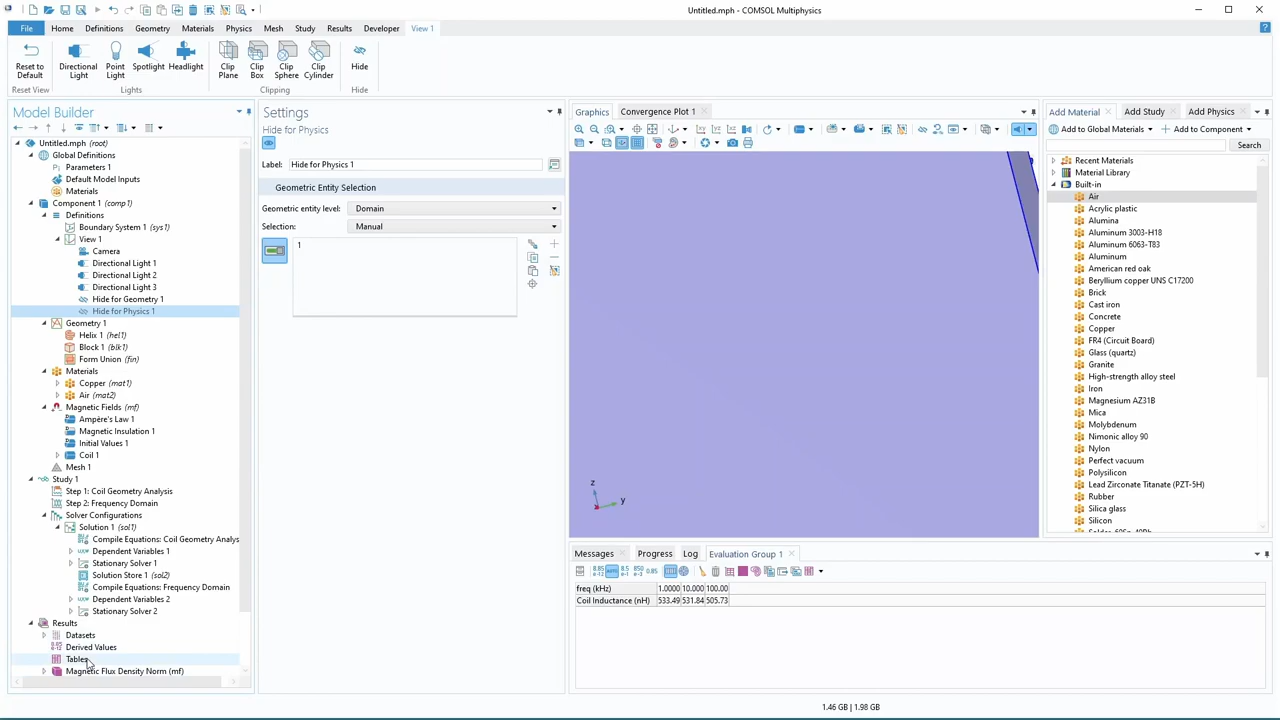 Untitled.mph - COMSOL Multiphysics
File Home Definitions Geometry Materials Physics Mesh Study Results Developer View 1
Reset to Default
Directional Light
Point Light
Spotlight
Headlight
Clip Plane
Clip Box
Clip Sphere
Clip Cylinder
Hide
Reset View Lights Clipping Hide
Model Builder
Untitled.mph (root)
Global Definitions
Parameters 1
Default Model Inputs
Materials
Component 1 (comp1)
Definitions
Boundary System 1 (sys1)
View 1
Camera
Directional Light 1
Directional Light 2
Directional Light 3
Hide for Geometry 1
Hide for Physics 1
Geometry 1
Helix 1 (hel1)
Block 1 (blk1)
Form Union (fin)
Materials
Copper (mat1)
Air (mat2)
Magnetic Fields (mf)
Ampère's Law 1
Magnetic Insulation 1
Initial Values 1
Coil 1
Mesh 1
Study 1
Step 1: Coil Geometry Analysis
Step 2: Frequency Domain
Solver Configurations
Solution 1 (sol1)
Compile Equations: Coil Geometry Analys
Dependent Variables 1
Stationary Solver 1
Solution Store 1 (sol2)
Compile Equations: Frequency Domain
Dependent Variables 2
Stationary Solver 2
Results
Datasets
Derived Values
Tables
Magnetic Flux Density Norm (mf)
Settings
Hide for Physics
Label: Hide for Physics 1
Geometric Entity Selection
Geometric entity level: Domain
Selection: Manual
1
Graphics Convergence Plot 1
z
y
Messages Progress Log Evaluation Group 1
8.85 e-12 AUTO 8.5 e-1 850 e-3 0.85
freq (kHz) 1.0000 10.000 100.00
Coil Inductance (nH) 533.49 531.84 505.73
Add Material Add Study Add Physics
Add to Global Materials Add to Component
Search
Recent Materials
Material Library
Built-in
Air
Acrylic plastic
Alumina
Aluminum 3003-H18
Aluminum 6063-T83
Aluminum
American red oak
Beryllium copper UNS C17200
Brick
Cast iron
Concrete
Copper
FR4 (Circuit Board)
Glass (quartz)
Granite
High-strength alloy steel
Iron
Magnesium AZ31B
Mica
Molybdenum
Nimonic alloy 90
Nylon
Perfect vacuum
Polysilicon
Lead Zirconate Titanate (PZT-5H)
Rubber
Silica glass
Silicon
1.46 GB | 1.98 GB